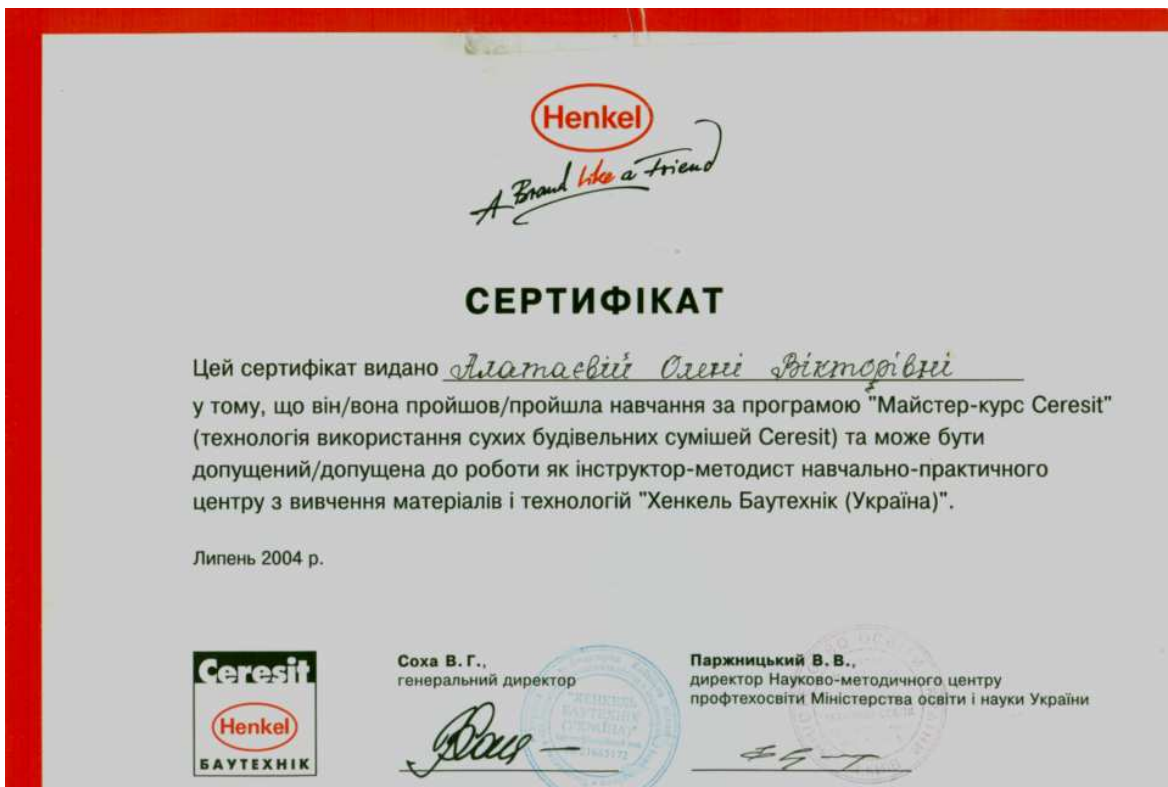 Henkel
A Brand like a Friend
СЕРТИФІКАТ
Цей сертифікат видано Алатаєвій Олені Вікторівні
у тому, що він/вона пройшов/пройшла навчання за програмою "Майстер-курс Ceresit"
(технологія використання сухих будівельних сумішей Ceresit) та може бути
допущений/допущена до роботи як інструктор-методист навчально-практичного
центру з вивчення матеріалів і технологій "Хенкель Баутехнік (Україна)".
Липень 2004 р.
Ceresit
Henkel
БАУТЕХНІК
Соха В. Г.,
генеральний директор
"ХЕНКЕЛЬ
БАУТЕХНІК
(УКРАЇНА)"
Паржницький В. В.,
директор Науково-методичного центру
профтехосвіти Міністерства освіти і науки України